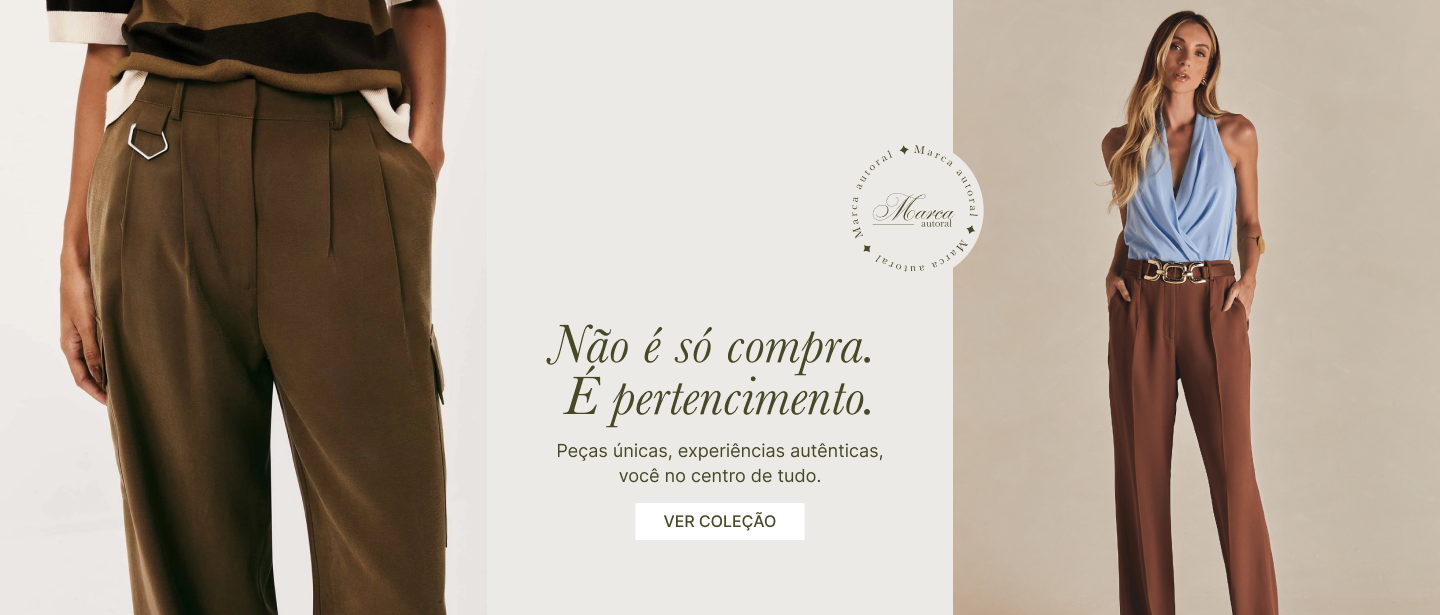 Marca autoral ✦ Marca autoral ✦ Marca autoral ✦
Marca
autoral
Não é só compra.
É pertencimento.
Peças únicas, experiências autênticas,
você no centro de tudo.
VER COLEÇÃO